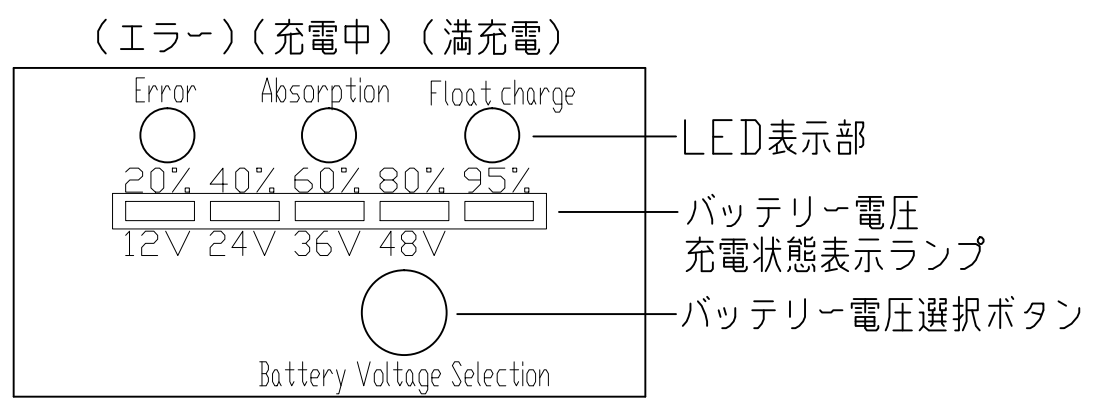 (エラー)(充電中)(満充電)
Error Absorption Float charge
LED表示部
20% 40% 60% 80% 95%
バッテリー電圧
充電状態表示ランプ
12V 24V 36V 48V
バッテリー電圧選択ボタン
Battery Voltage Selection